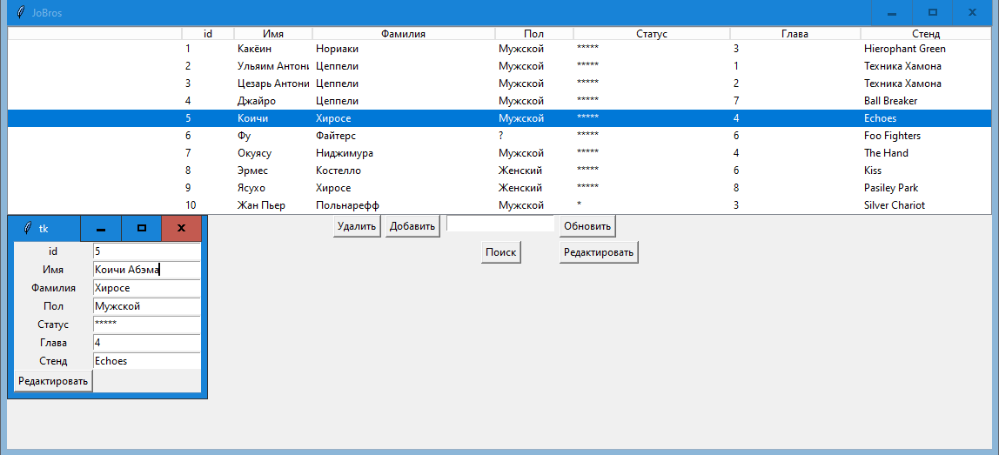 JoBros
id Имя Фамилия Пол Статус Глава Стенд
1 Какёин Нориаки Мужской ***** 3 Hierophant Green
2 Ульяим Антони Цеппели Мужской ***** 1 Техника Хамона
3 Цезарь Антони Цеппели Мужской ***** 2 Техника Хамона
4 Джайро Цеппели Мужской ***** 7 Ball Breaker
5 Коичи Хиросе Мужской ***** 4 Echoes
6 Фу Файтерс ? ***** 6 Foo Fighters
7 Окуясу Ниджимура Мужской ***** 4 The Hand
8 Эрмес Костелло Женский ***** 6 Kiss
9 Ясухо Хиросе Женский ***** 8 Pasiley Park
10 Жан Пьер Польнарефф Мужской * 3 Silver Chariot
Удалить Добавить Обновить
Поиск Редактировать
tk
id 5
Имя Коичи Абэма
Фамилия Хиросе
Пол Мужской
Статус *****
Глава 4
Стенд Echoes
Редактировать